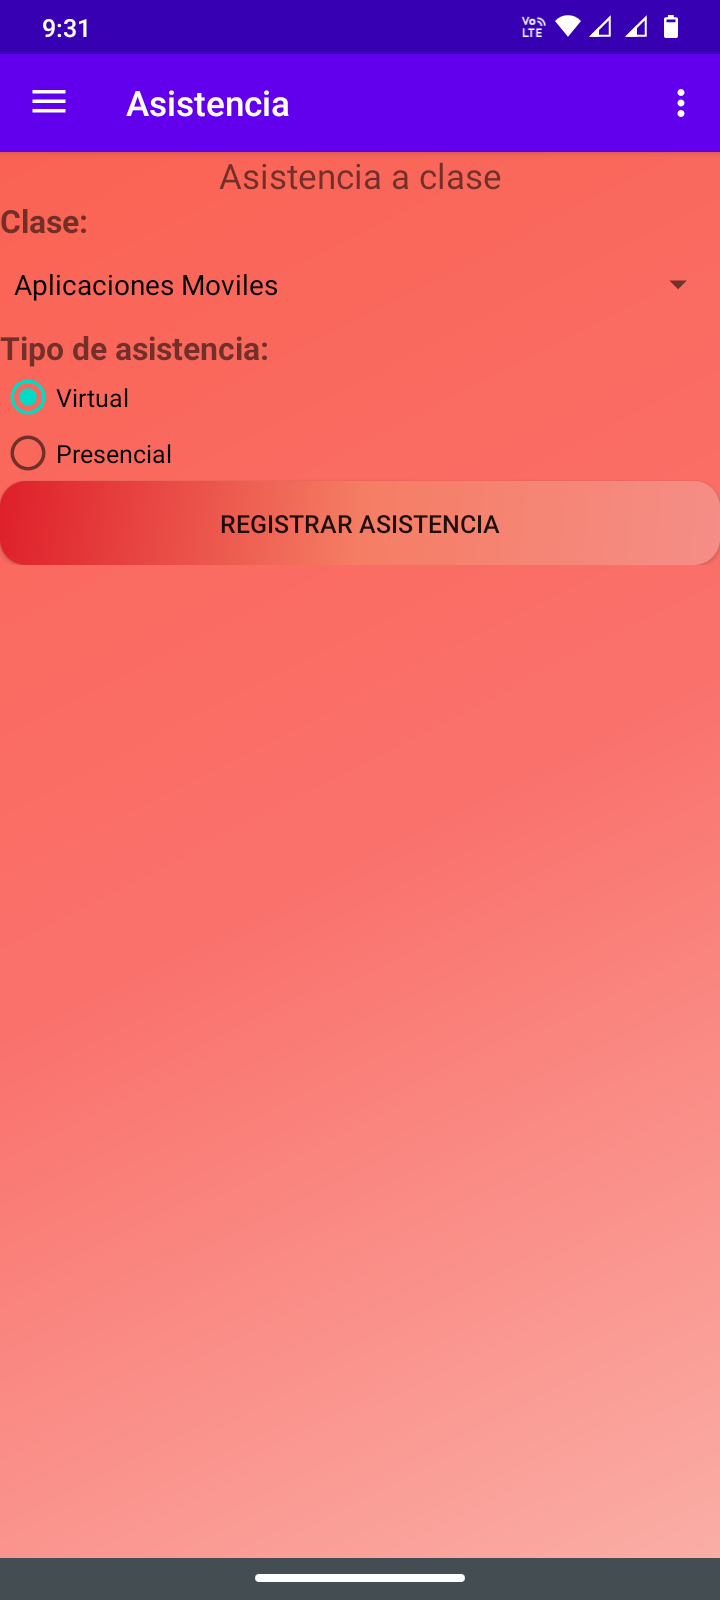 9:31
Vo
LTE
Asistencia
Asistencia a clase
Clase:
Aplicaciones Moviles
Tipo de asistencia:
Virtual
Presencial
REGISTRAR ASISTENCIA